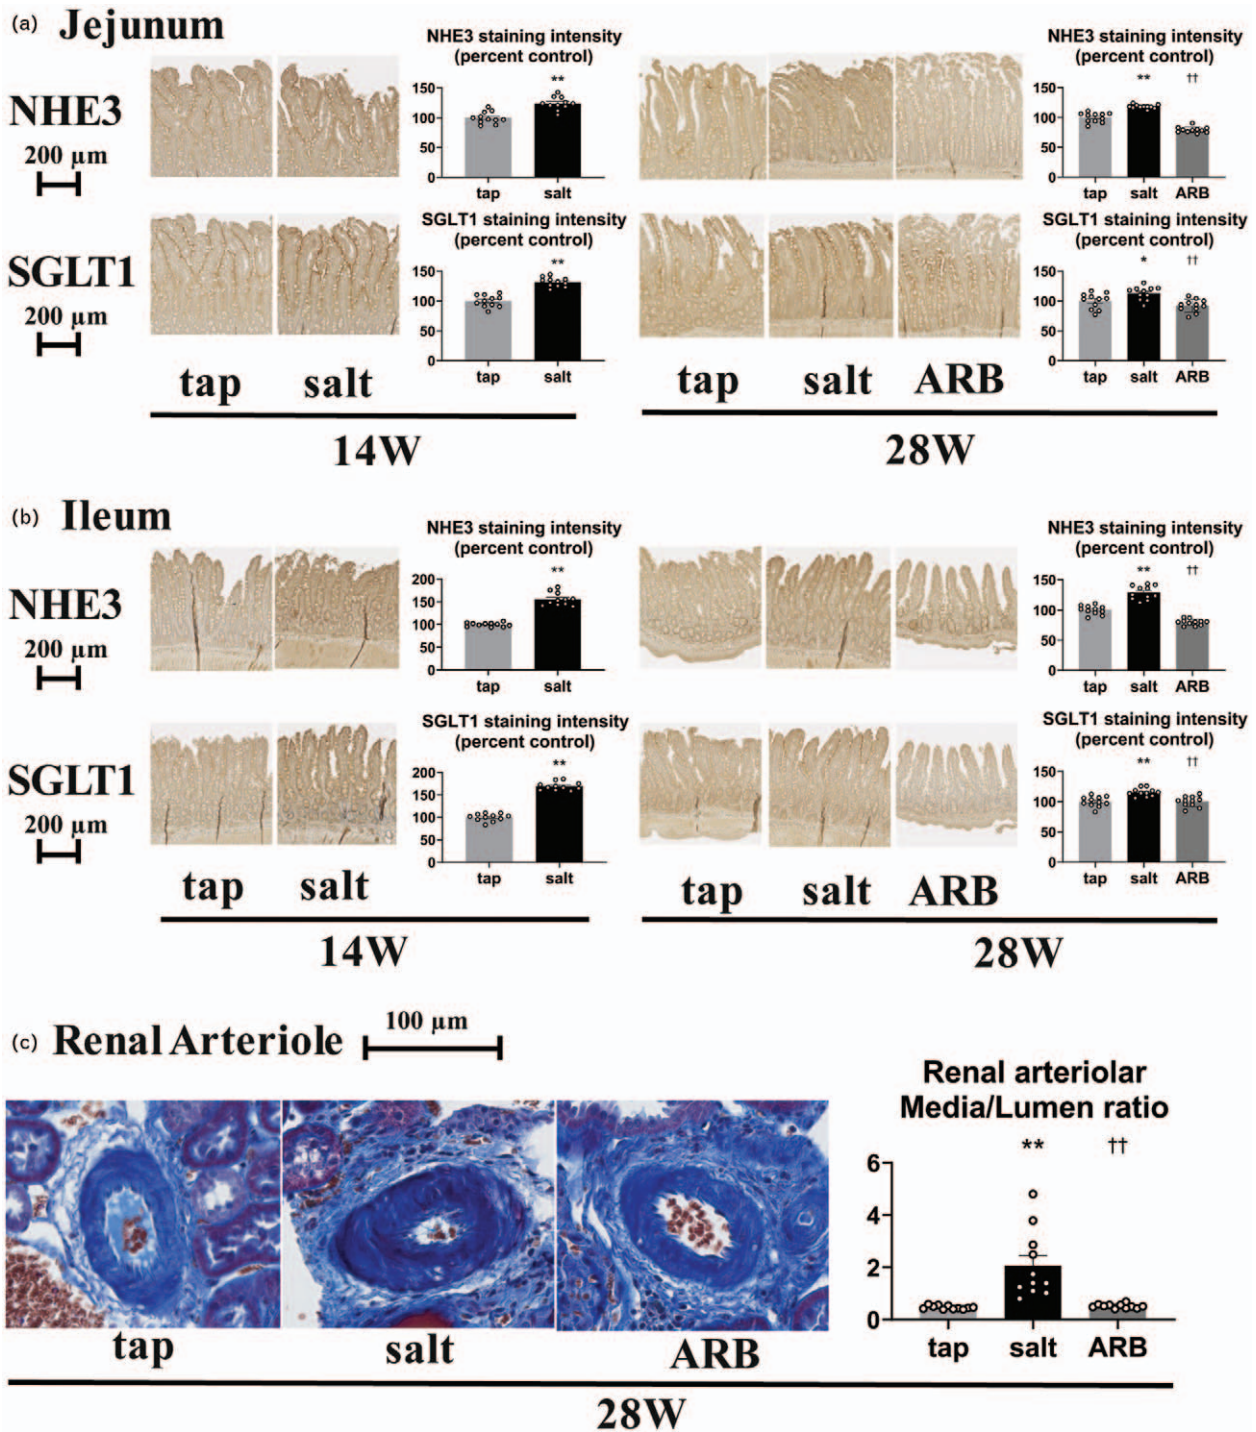 (a) Jejunum
NHE3
200 µm
NHE3 staining intensity
(percent control)
**
150
100
50
0
tap salt
NHE3 staining intensity
(percent control)
** ††
150
100
50
0
tap salt ARB
SGLT1
200 µm
SGLT1 staining intensity
(percent control)
**
150
100
50
0
tap salt
SGLT1 staining intensity
(percent control)
* ††
150
100
50
0
tap salt ARB
tap salt
14W
tap salt ARB
28W
(b) Ileum
NHE3
200 µm
NHE3 staining intensity
(percent control)
**
200
150
100
50
0
tap salt
NHE3 staining intensity
(percent control)
** ††
150
100
50
0
tap salt ARB
SGLT1
200 µm
SGLT1 staining intensity
(percent control)
**
200
150
100
50
0
tap salt
SGLT1 staining intensity
(percent control)
** ††
150
100
50
0
tap salt ARB
tap salt
14W
tap salt ARB
28W
(c) Renal Arteriole
100 µm
Renal arteriolar
Media/Lumen ratio
** ††
6
4
2
0
tap salt ARB
tap salt ARB
28W